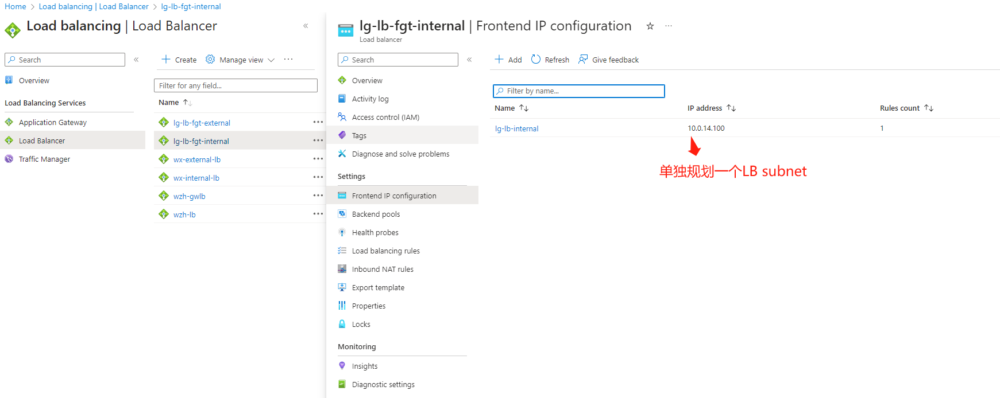 Home > Load balancing | Load Balancer > lg-lb-fgt-internal
Load balancing | Load Balancer
Search
Overview
Load Balancing Services
Application Gateway
Load Balancer
Traffic Manager
Create Manage view
Filter for any field...
Name
lg-lb-fgt-external
lg-lb-fgt-internal
wx-external-lb
wx-internal-lb
wzh-gwlb
wzh-lb
lg-lb-fgt-internal | Frontend IP configuration
Load balancer
Search
Overview
Activity log
Access control (IAM)
Tags
Diagnose and solve problems
Settings
Frontend IP configuration
Backend pools
Health probes
Load balancing rules
Inbound NAT rules
Export template
Properties
Locks
Monitoring
Insights
Diagnostic settings
Add Refresh Give feedback
Filter by name...
Name IP address Rules count
lg-lb-internal 10.0.14.100 1
单独规划一个LB subnet